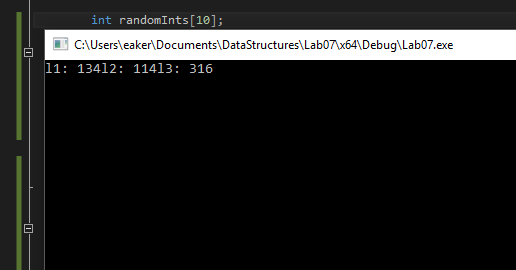 int randomInts[10];
C:\Users\eaker\Documents\DataStructures\Lab07\x64\Debug\Lab07.exe
l1: 134l2: 114l3: 316